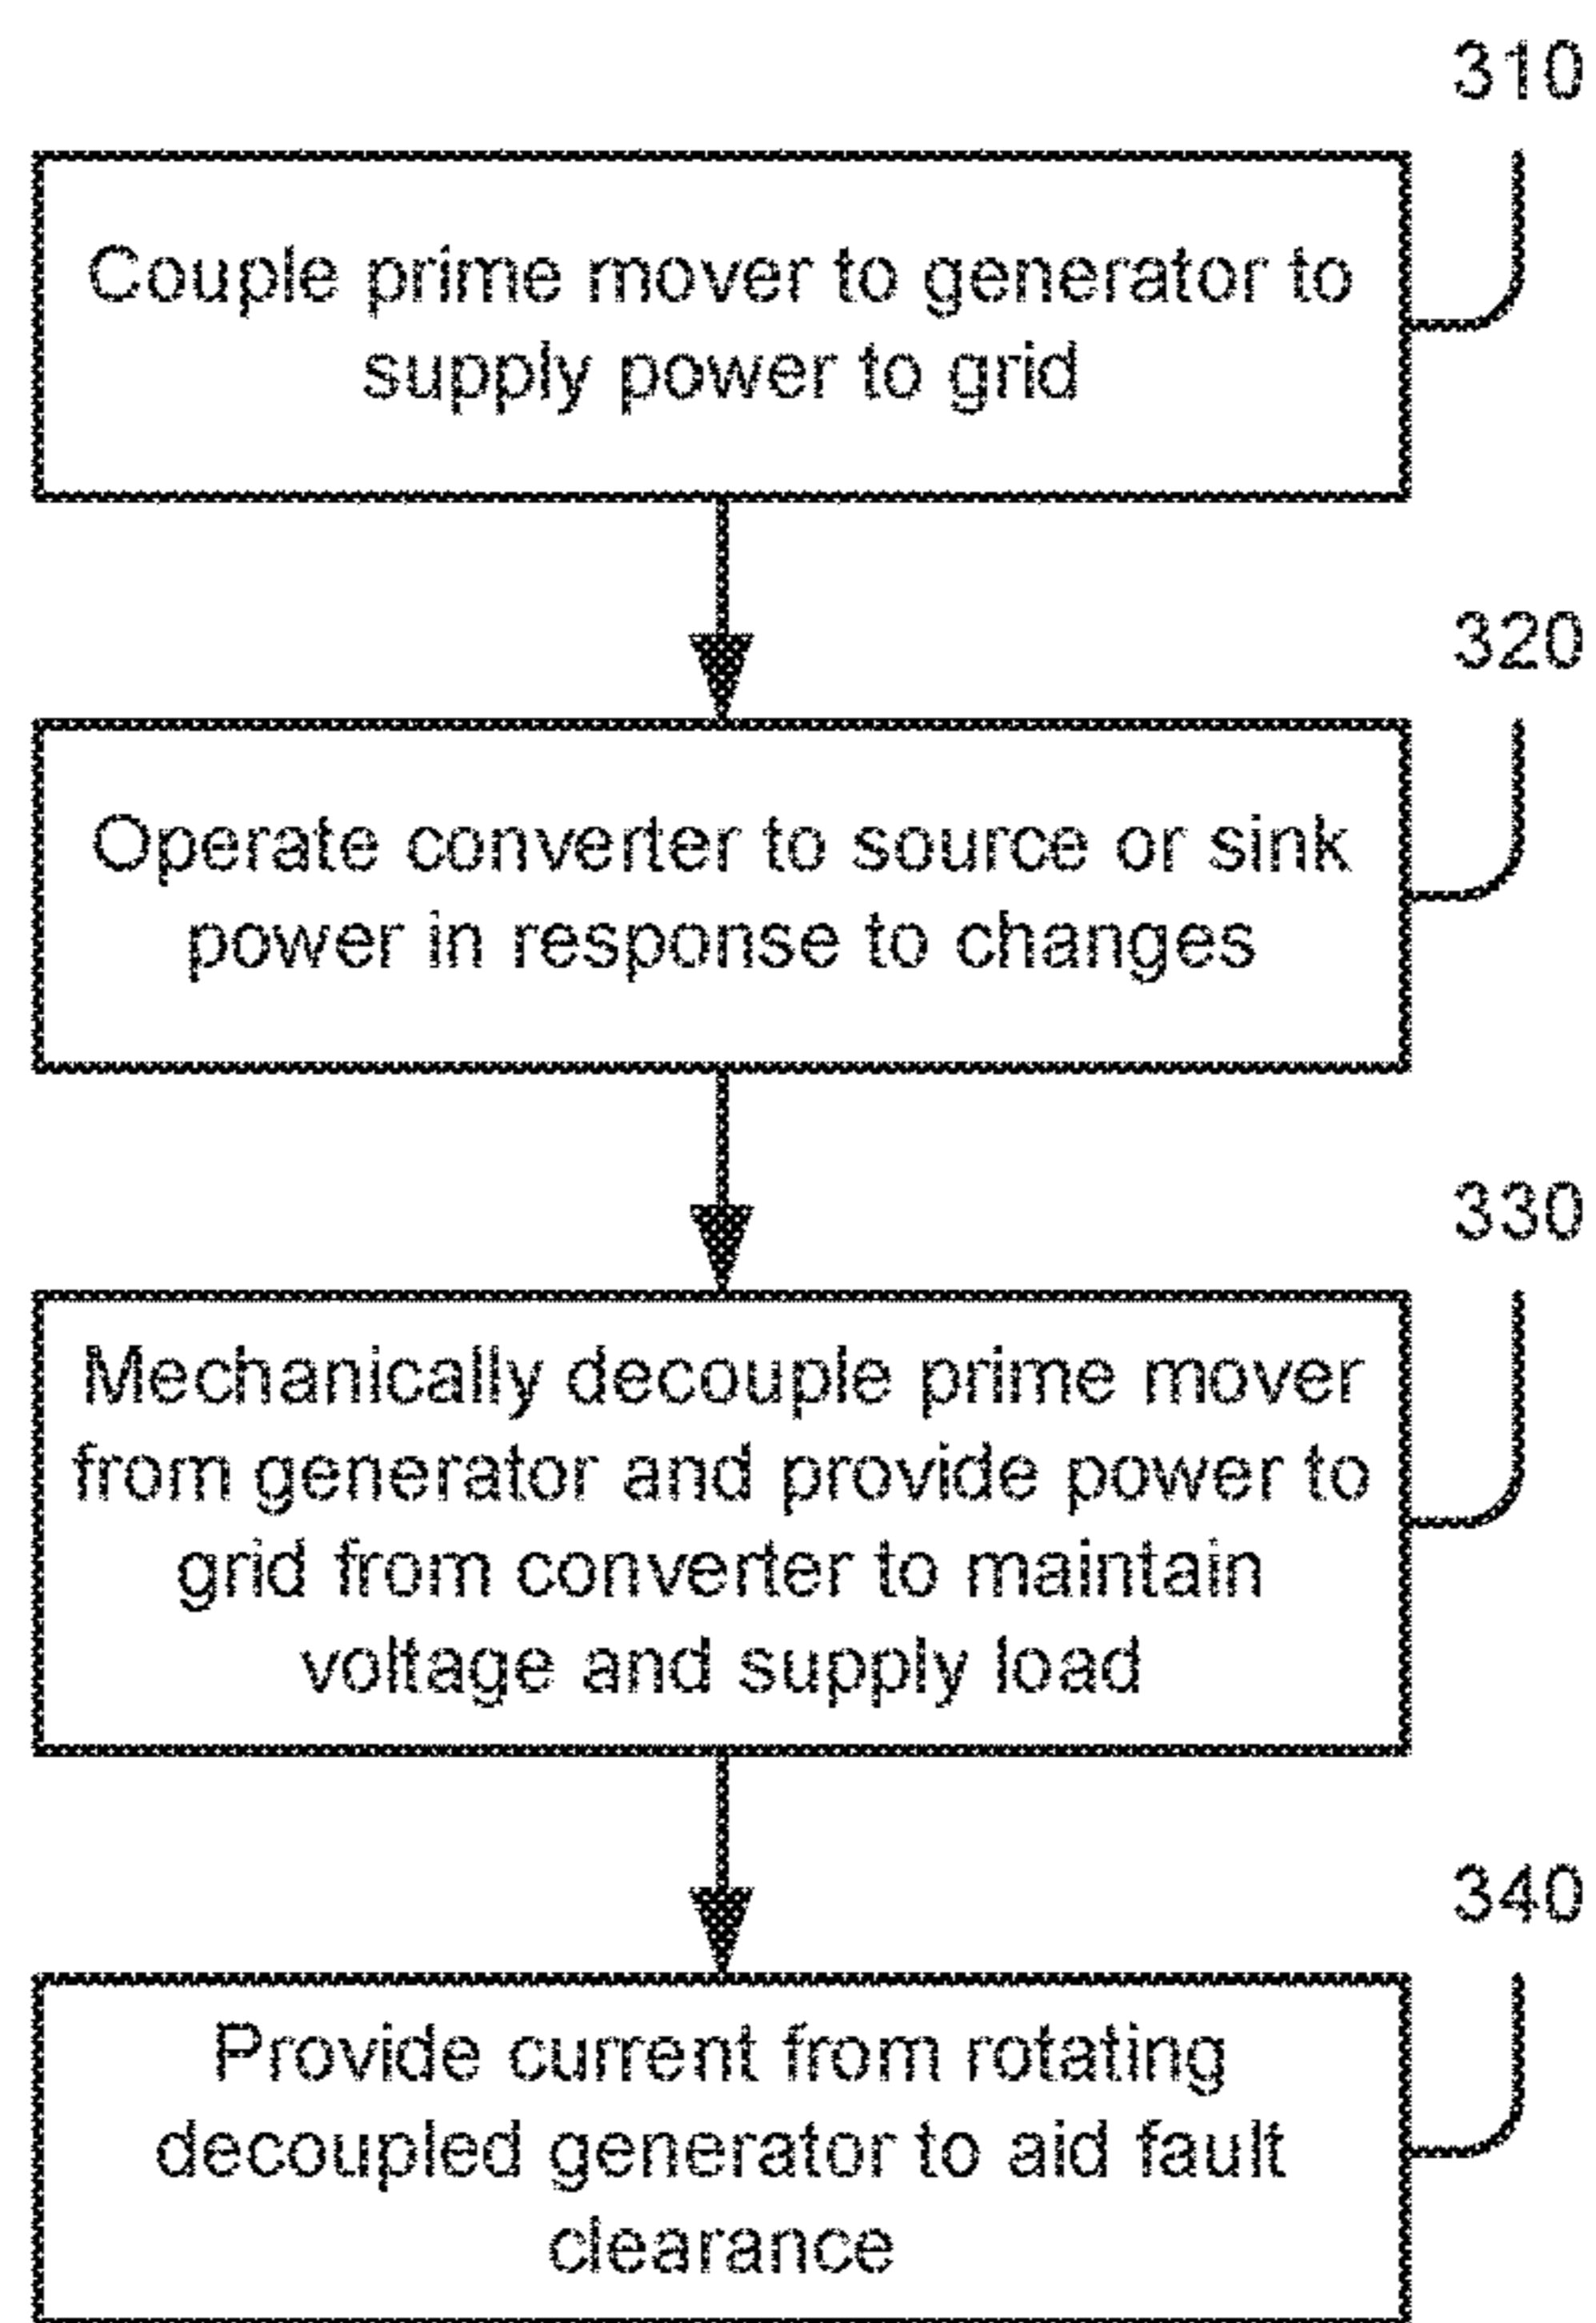 310
Couple prime mover to generator to
supply power to grid
320
Operate converter to source or sink
power in response to changes
330
Mechanically decouple prime mover
from generator and provide power to
grid from converter to maintain
voltage and supply load
340
Provide current from rotating
decoupled generator to aid fault
clearance